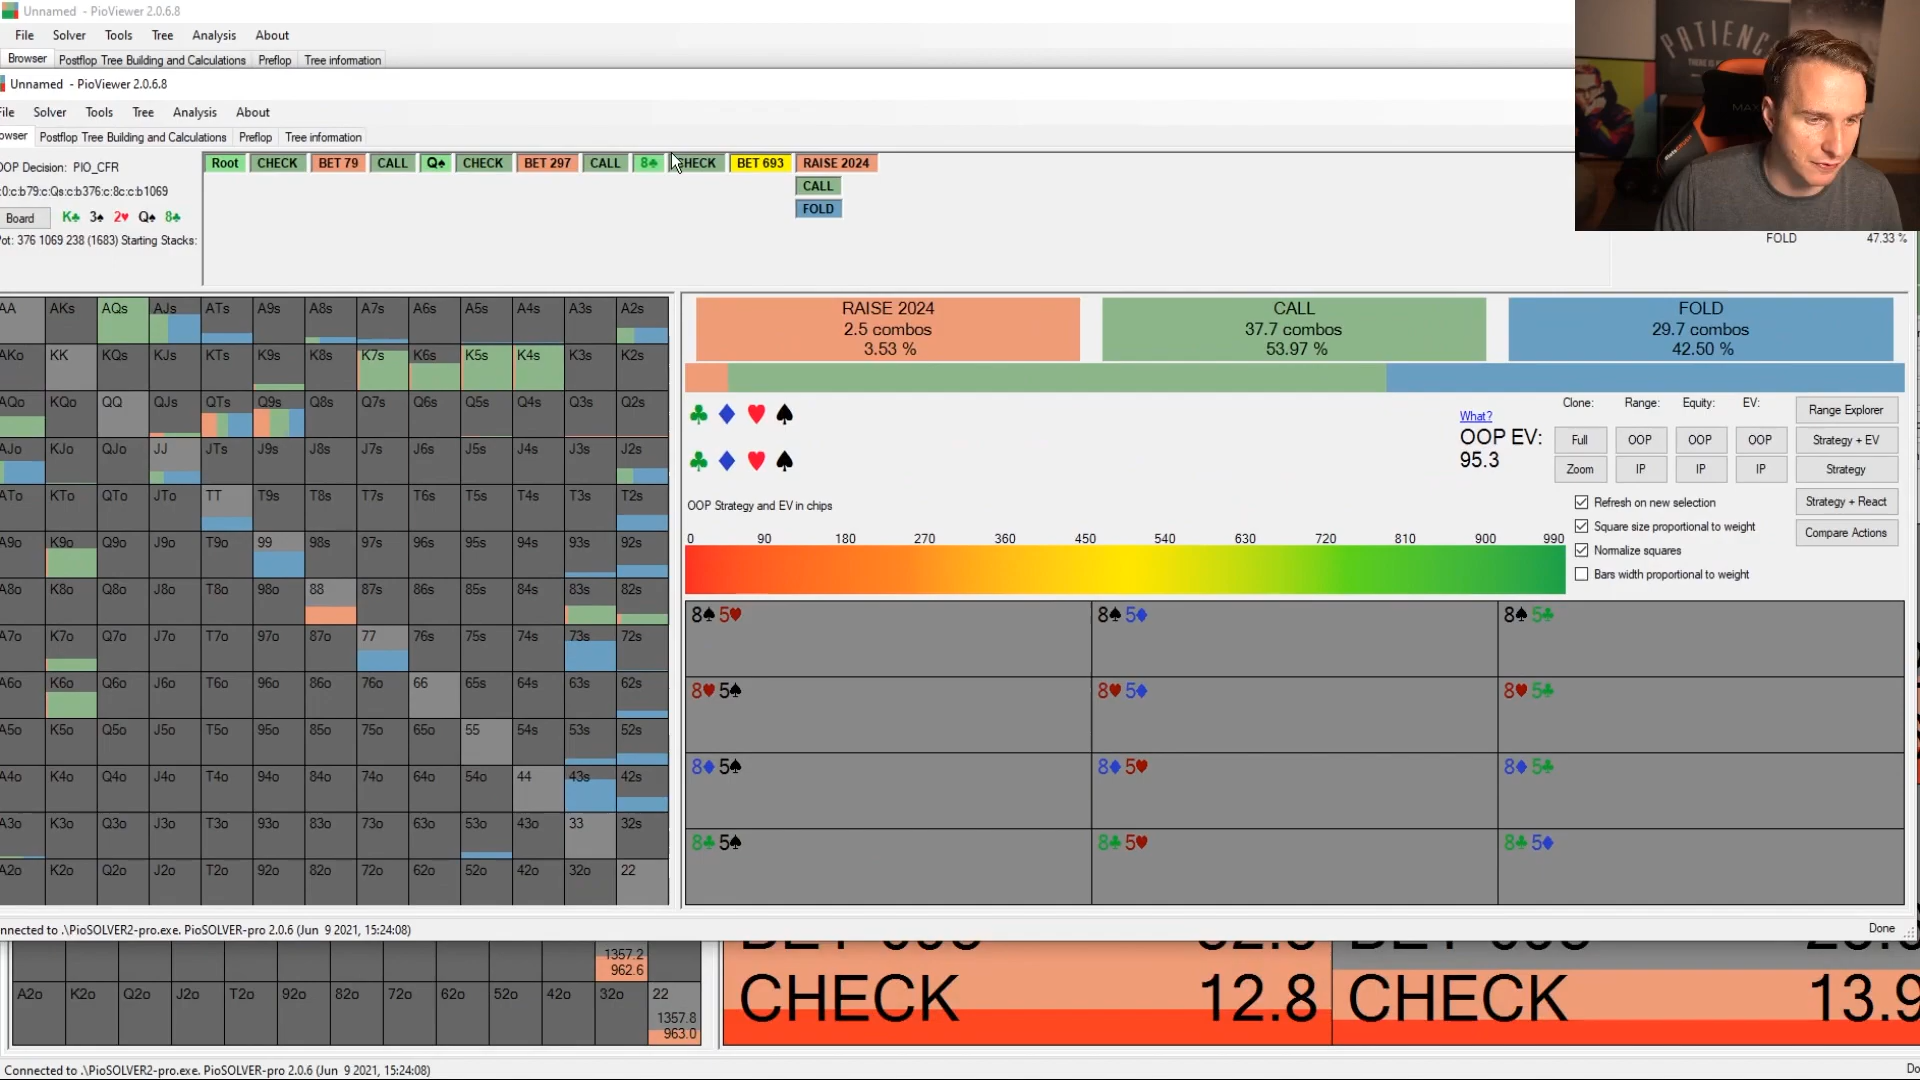 Unnamed - PioViewer 2.0.6.8
File Solver Tools Tree Analysis About
Browser Postflop Tree Building and Calculations Preflop Tree information
Unnamed - PioViewer 2.0.6.8
File Solver Tools Tree Analysis About
owser Postflop Tree Building and Calculations Preflop Tree information
PATIENC
OOP Decision: PIO_CFR
:0:c:b79:c:Qs:c:b376:c:8c:c:b1069
Board K♣ 3♠ 2♥ Q♠ 8♣
Pot: 376 1069 238 (1683) Starting Stacks:
Root CHECK BET 79 CALL Q♠ CHECK BET 297 CALL 8♣ CHECK BET 693 RAISE 2024
CALL
FOLD
FOLD 47.33 %
AA AKs AQs AJs ATs A9s A8s A7s A6s A5s A4s A3s A2s
AKo KK KQs KJs KTs K9s K8s K7s K6s K5s K4s K3s K2s
AQo KQo QQ QJs QTs Q9s Q8s Q7s Q6s Q5s Q4s Q3s Q2s
AJo KJo QJo JJ JTs J9s J8s J7s J6s J5s J4s J3s J2s
ATo KTo QTo JTo TT T9s T8s T7s T6s T5s T4s T3s T2s
A9o K9o Q9o J9o T9o 99 98s 97s 96s 95s 94s 93s 92s
A8o K8o Q8o J8o T8o 98o 88 87s 86s 85s 84s 83s 82s
A7o K7o Q7o J7o T7o 97o 87o 77 76s 75s 74s 73s 72s
A6o K6o Q6o J6o T6o 96o 86o 76o 66 65s 64s 63s 62s
A5o K5o Q5o J5o T5o 95o 85o 75o 65o 55 54s 53s 52s
A4o K4o Q4o J4o T4o 94o 84o 74o 64o 54o 44 43s 42s
A3o K3o Q3o J3o T3o 93o 83o 73o 63o 53o 43o 33 32s
A2o K2o Q2o J2o T2o 92o 82o 72o 62o 52o 42o 32o 22
RAISE 2024
2.5 combos
3.53 %
CALL
37.7 combos
53.97 %
FOLD
29.7 combos
42.50 %
♣ ♦ ♥ ♠
♣ ♦ ♥ ♠
What?
OOP EV:
95.3
Clone: Range: Equity: EV:
Full OOP OOP OOP
Zoom IP IP IP
Range Explorer
Strategy + EV
Strategy
Strategy + React
Compare Actions
Refresh on new selection
Square size proportional to weight
Normalize squares
Bars width proportional to weight
OOP Strategy and EV in chips
0 90 180 270 360 450 540 630 720 810 900 990
8♠ 5♥ 8♠ 5♦ 8♠ 5♣
8♥ 5♠ 8♥ 5♦ 8♥ 5♣
8♦ 5♠ 8♦ 5♥ 8♦ 5♣
8♣ 5♠ 8♣ 5♥ 8♣ 5♦
nnected to .\PioSOLVER2-pro.exe. PioSOLVER-pro 2.0.6 (Jun 9 2021, 15:24:08) Done
1357.2
962.6
A2o K2o Q2o J2o T2o 92o 82o 72o 62o 52o 42o 32o 22
1357.8
963.0
CHECK 12.8 CHECK 13.9
Connected to .\PioSOLVER2-pro.exe. PioSOLVER-pro 2.0.6 (Jun 9 2021, 15:24:08) Do